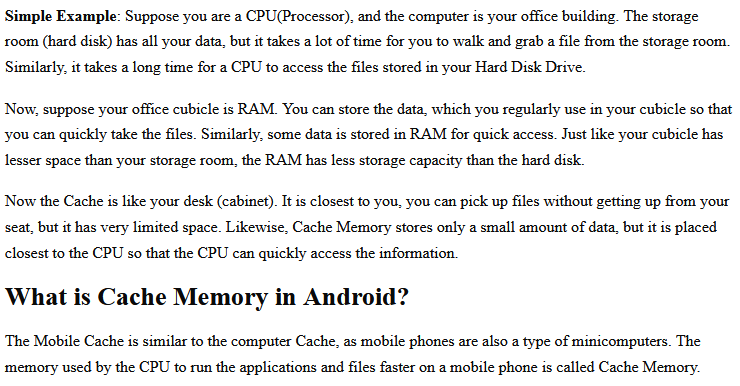 Simple Example: Suppose you are a CPU(Processor), and the computer is your office building. The storage
room (hard disk) has all your data, but it takes a lot of time for you to walk and grab a file from the storage room.
Similarly, it takes a long time for a CPU to access the files stored in your Hard Disk Drive.
Now, suppose your office cubicle is RAM. You can store the data, which you regularly use in your cubicle so that
you can quickly take the files. Similarly, some data is stored in RAM for quick access. Just like your cubicle has
lesser space than your storage room, the RAM has less storage capacity than the hard disk.
Now the Cache is like your desk (cabinet). It is closest to you, you can pick up files without getting up from your
seat, but it has very limited space. Likewise, Cache Memory stores only a small amount of data, but it is placed
closest to the CPU so that the CPU can quickly access the information.
What is Cache Memory in Android?
The Mobile Cache is similar to the computer Cache, as mobile phones are also a type of minicomputers. The
memory used by the CPU to run the applications and files faster on a mobile phone is called Cache Memory.